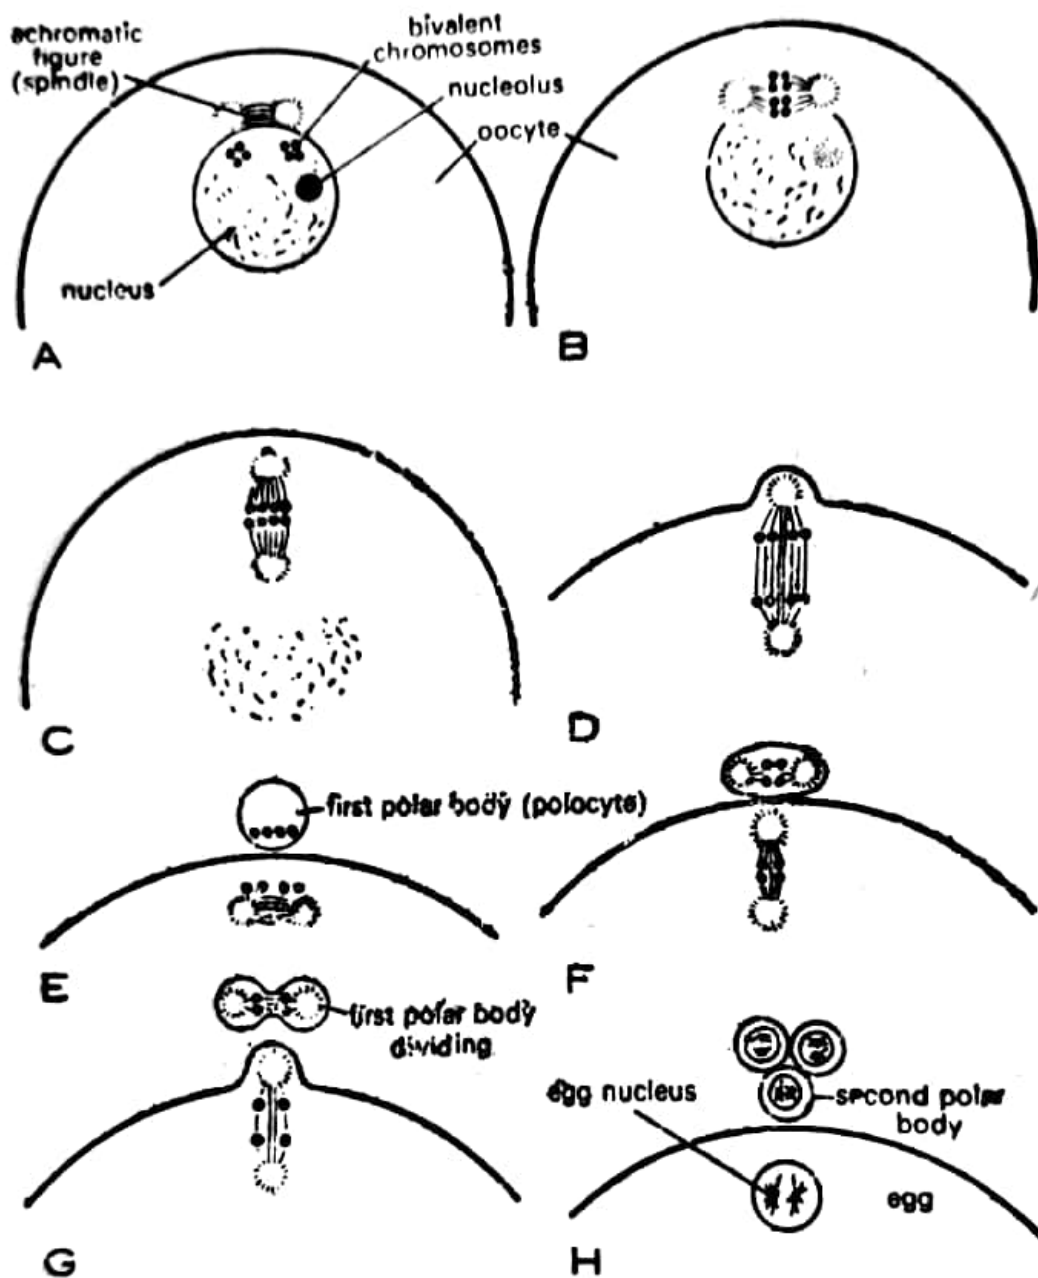 achromatic
figure
(spindle)
bivalent
chromosomes
nucleolus
oocyte
nucleus
A
B
C
D
first polar body (polocyte)
E
F
first polar body
dividing
G
egg nucleus
second polar
body
egg
H